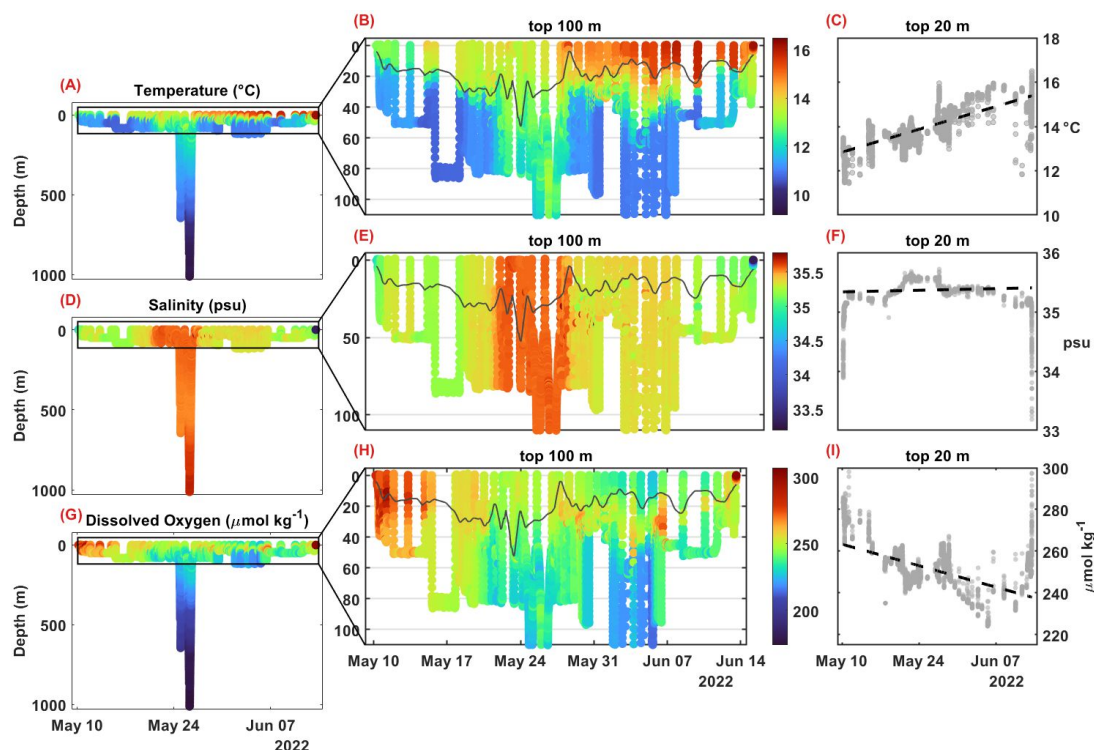 (A)
Temperature (°C)
0
500
1000
Depth (m)
(B)
top 100 m
0
20
40
60
80
100
16
14
12
10
(C)
top 20 m
18
16
14
12
10
°C
(D)
Salinity (psu)
0
500
1000
Depth (m)
(E)
top 100 m
0
50
100
35.5
35
34.5
34
33.5
(F)
top 20 m
36
35
34
33
psu
(G)
Dissolved Oxygen (μmol kg-1)
0
500
1000
Depth (m)
May 10
May 24
Jun 07
2022
(H)
top 100 m
0
20
40
60
80
100
May 10
May 17
May 24
May 31
Jun 07
Jun 14
2022
300
250
200
(I)
top 20 m
300
280
260
240
220
μmol kg-1
May 10
May 24
Jun 07
2022